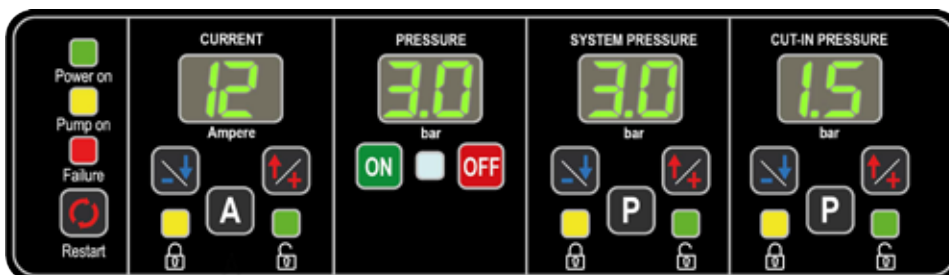 Power on
Pump on
Failure
Restart
CURRENT
12
Ampere
A
PRESSURE
3.0
bar
ON OFF
SYSTEM PRESSURE
3.0
bar
P
CUT-IN PRESSURE
1.5
bar
P